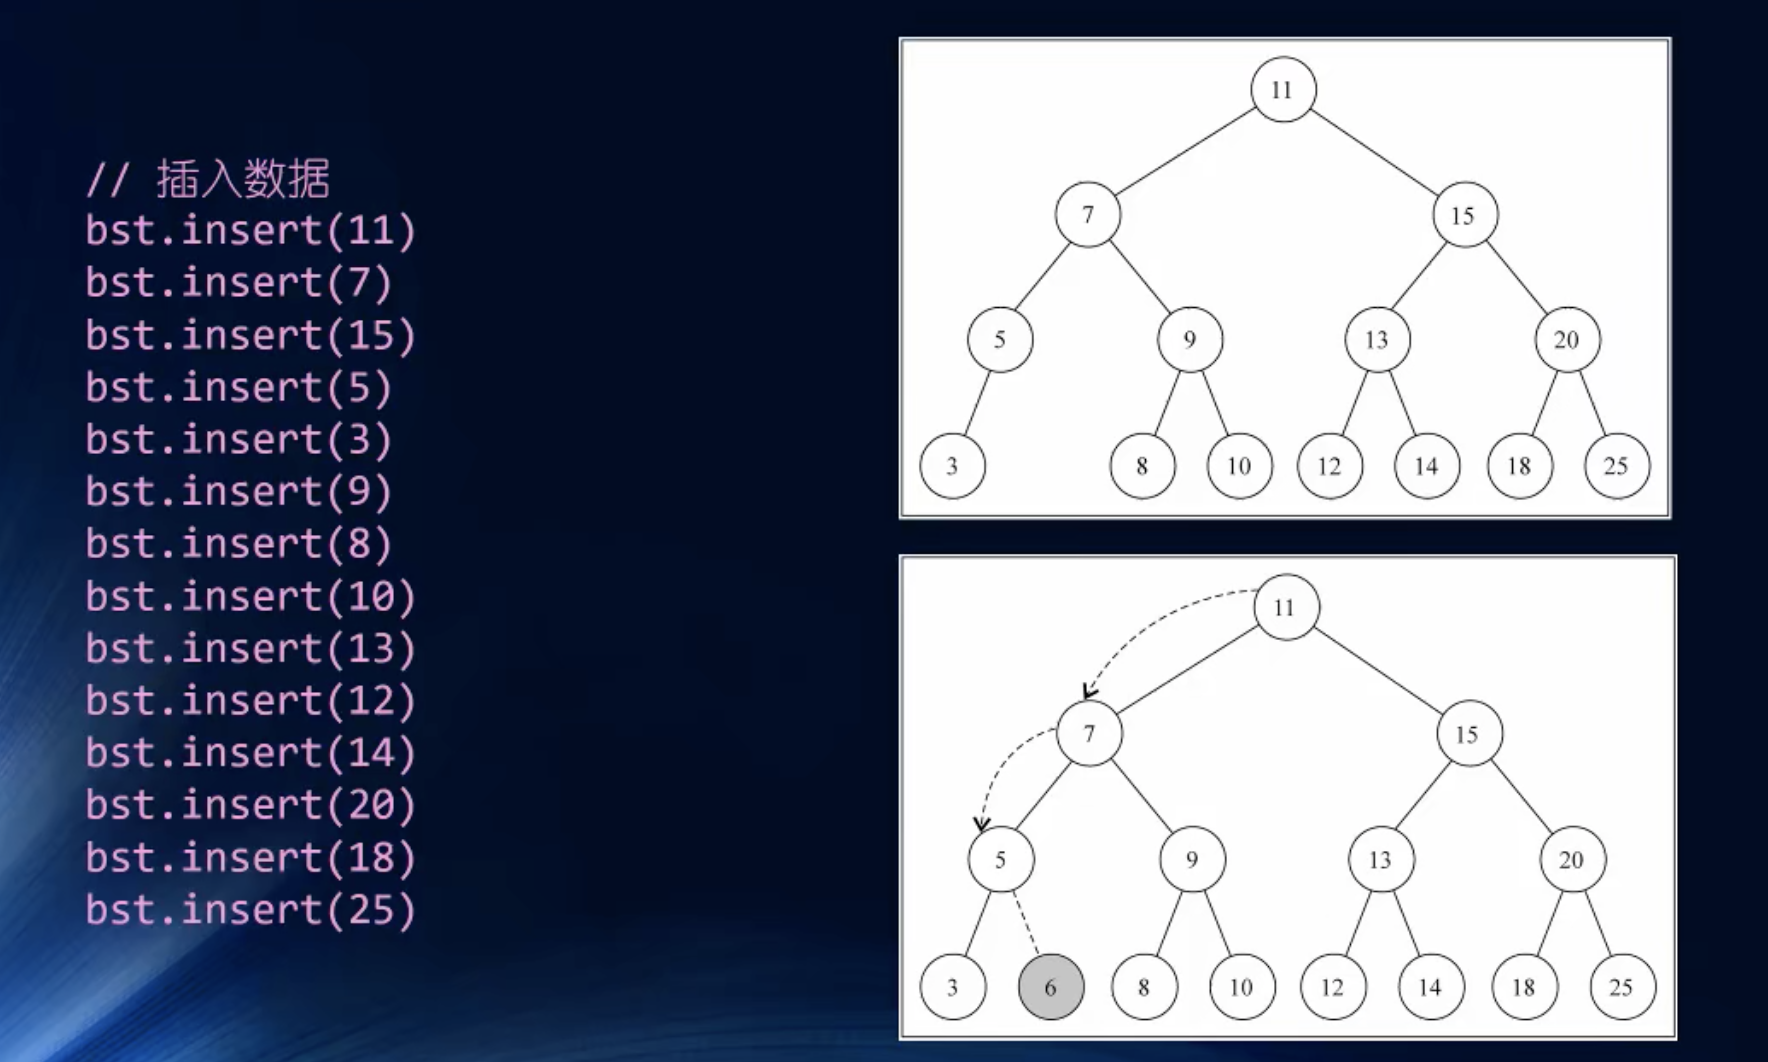 // 插入数据
bst.insert(11)
bst.insert(7)
bst.insert(15)
bst.insert(5)
bst.insert(3)
bst.insert(9)
bst.insert(8)
bst.insert(10)
bst.insert(13)
bst.insert(12)
bst.insert(14)
bst.insert(20)
bst.insert(18)
bst.insert(25)
11
7 15
5 9 13 20
3 8 10 12 14 18 25
11
7 15
5 9 13 20
3 6 8 10 12 14 18 25